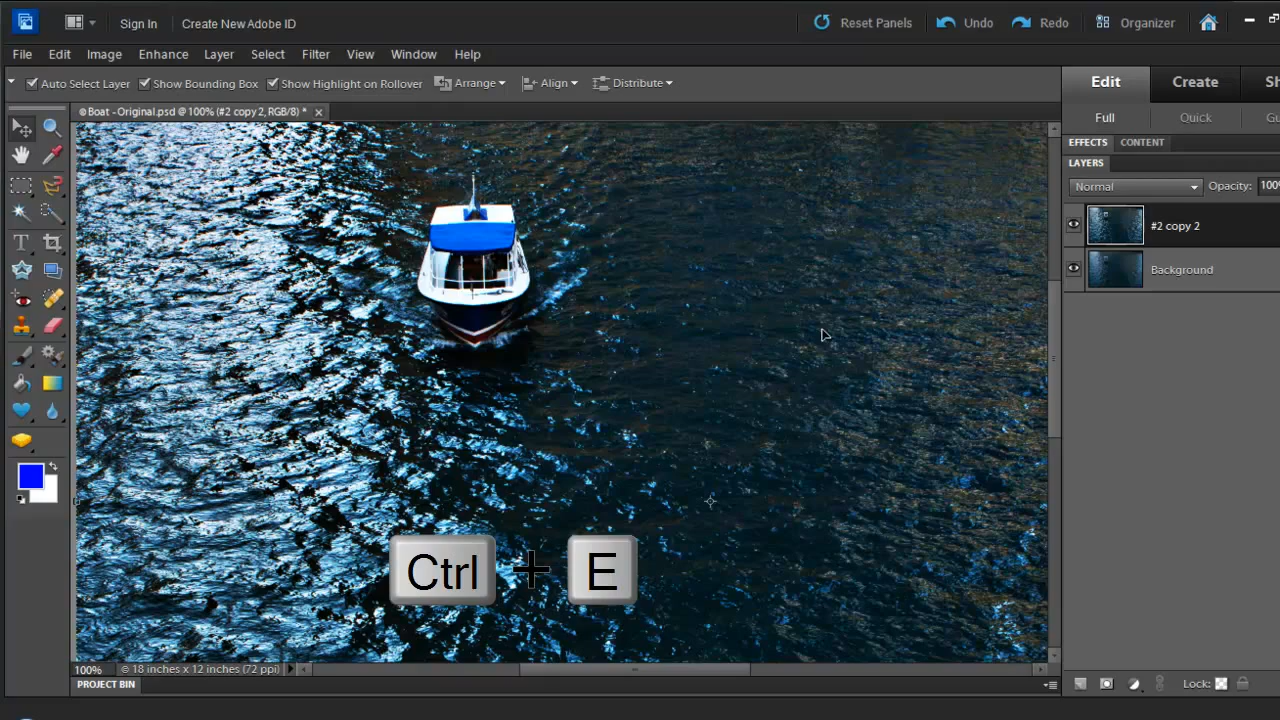 Sign In Create New Adobe ID Reset Panels Undo Redo Organizer
File Edit Image Enhance Layer Select Filter View Window Help
Auto Select Layer Show Bounding Box Show Highlight on Rollover Arrange Align Distribute
Edit Create Sh
© Boat - Original.psd @ 100% (#2 copy 2, RGB/8) *
Full Quick Gu
EFFECTS CONTENT
LAYERS
Normal Opacity: 100%
#2 copy 2
Background
Ctrl + E
100% © 18 inches x 12 inches (72 ppi)
PROJECT BIN
Lock: